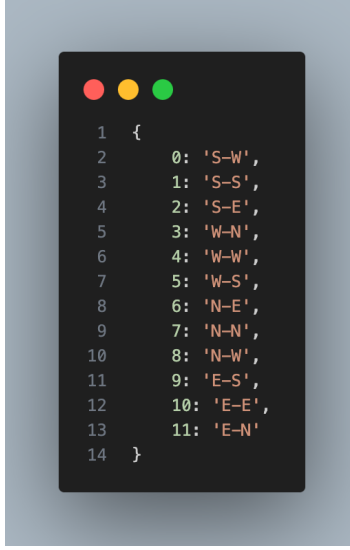 1 {
2 0: 'S-W',
3 1: 'S-S',
4 2: 'S-E',
5 3: 'W-N',
6 4: 'W-W',
7 5: 'W-S',
8 6: 'N-E',
9 7: 'N-N',
10 8: 'N-W',
11 9: 'E-S',
12 10: 'E-E',
13 11: 'E-N'
14 }